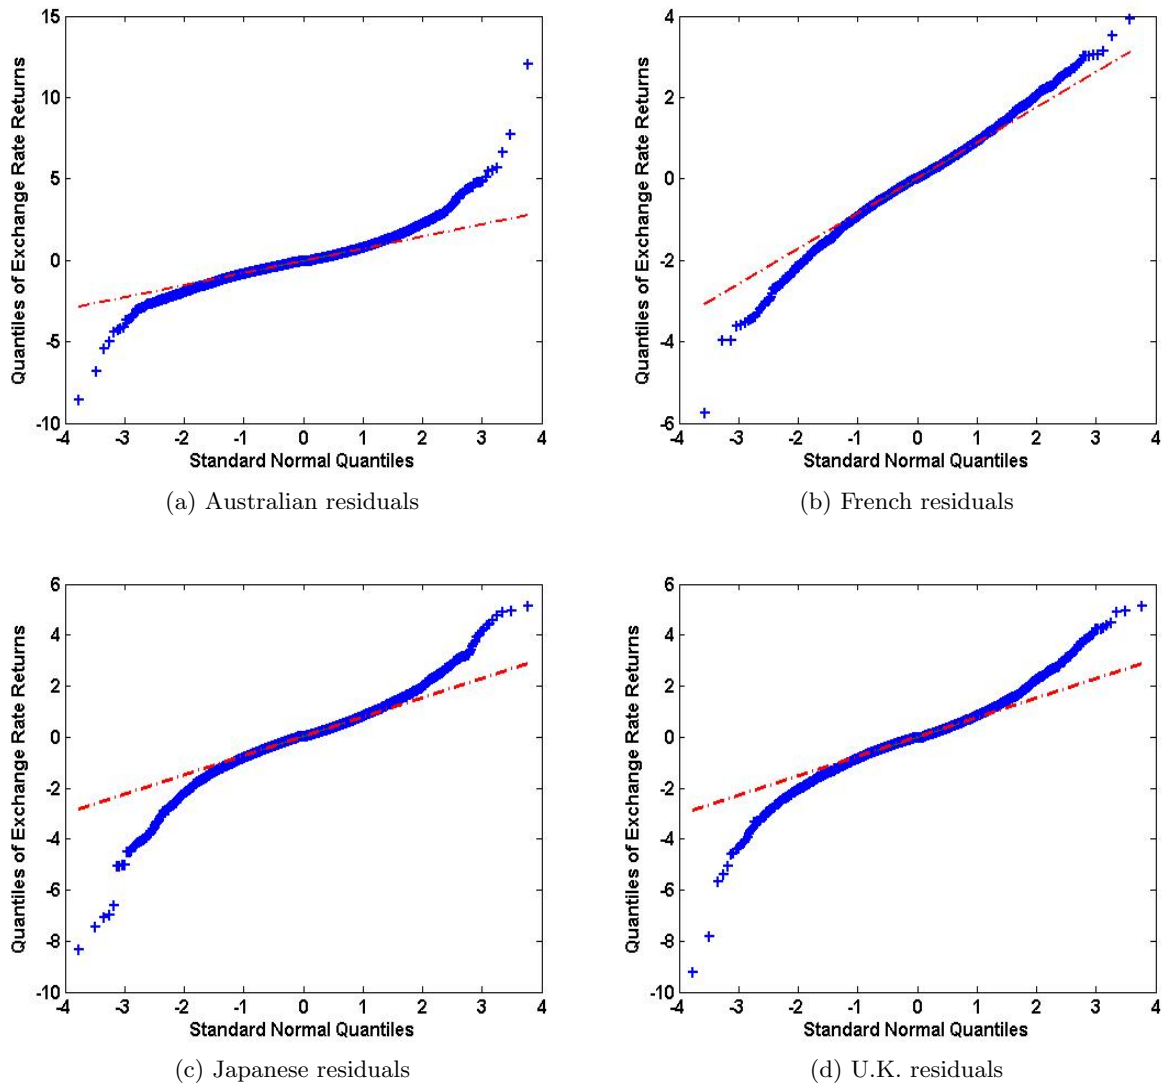 15
10
5
0
-5
-10
Quantiles of Exchange Rate Returns
-4 -3 -2 -1 0 1 2 3 4
Standard Normal Quantiles
(a) Australian residuals
4
2
0
-2
-4
-6
Quantiles of Exchange Rate Returns
-4 -3 -2 -1 0 1 2 3 4
Standard Normal Quantiles
(b) French residuals
6
4
2
0
-2
-4
-6
-8
-10
Quantiles of Exchange Rate Returns
-4 -3 -2 -1 0 1 2 3 4
Standard Normal Quantiles
(c) Japanese residuals
6
4
2
0
-2
-4
-6
-8
-10
Quantiles of Exchange Rate Returns
-4 -3 -2 -1 0 1 2 3 4
Standard Normal Quantiles
(d) U.K. residuals